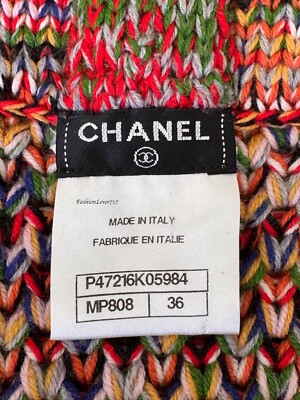 CHANEL
FashionLover717
MADE IN ITALY
FABRIQUE EN ITALIE
P47216K05984
MP808 36